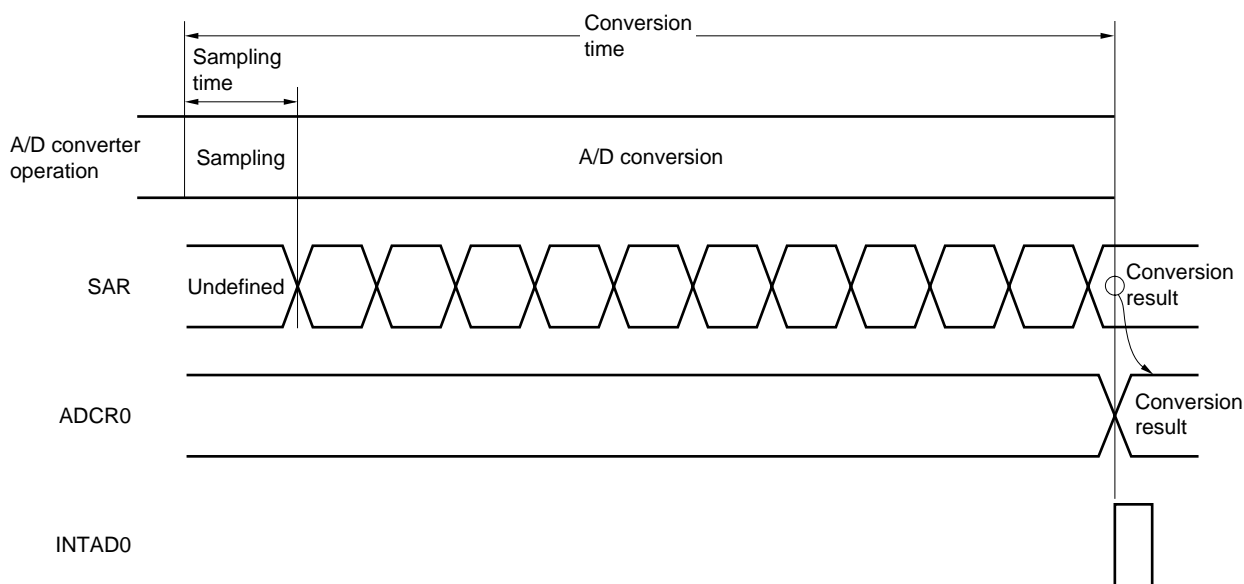 Conversion
time
Sampling
time
A/D converter
operation
Sampling
A/D conversion
SAR
Undefined
Conversion
result
ADCR0
Conversion
result
INTAD0